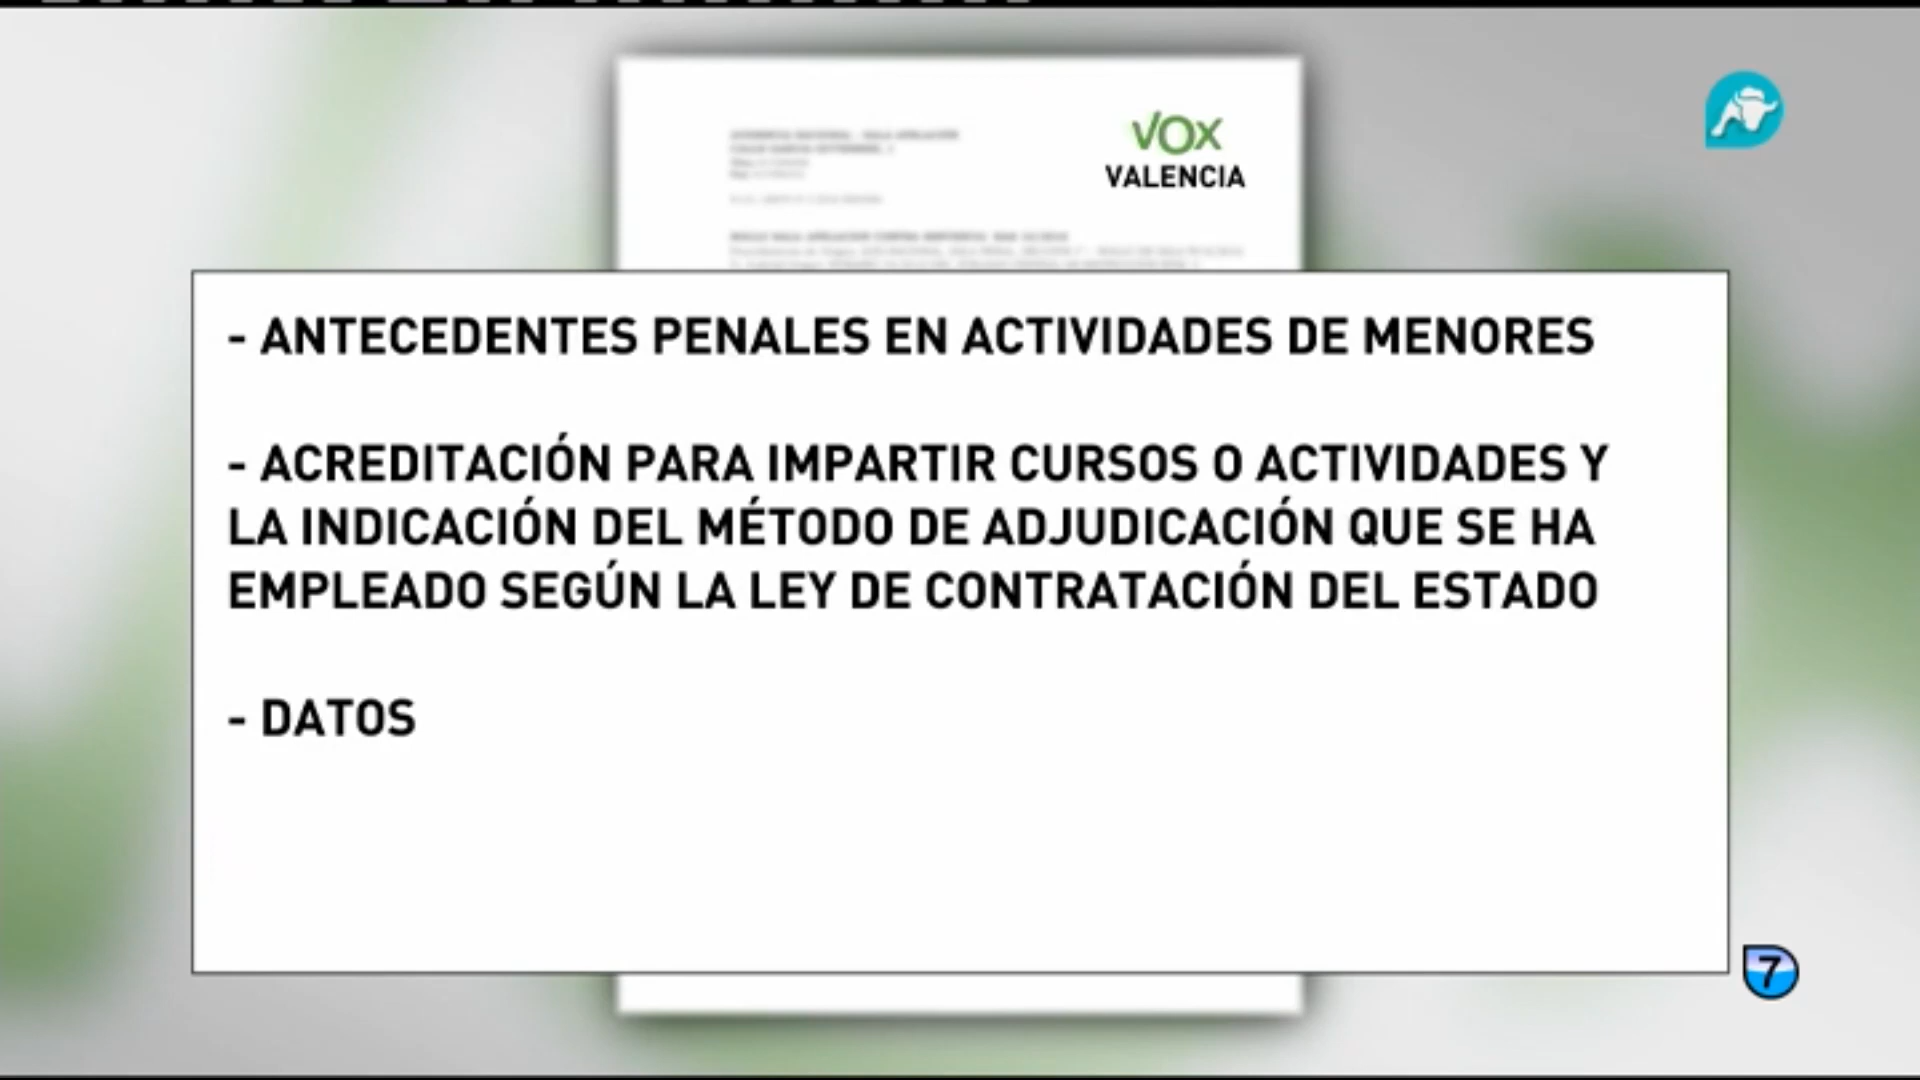 VOX
VALENCIA
- ANTECEDENTES PENALES EN ACTIVIDADES DE MENORES
- ACREDITACIÓN PARA IMPARTIR CURSOS O ACTIVIDADES Y
LA INDICACIÓN DEL MÉTODO DE ADJUDICACIÓN QUE SE HA
EMPLEADO SEGÚN LA LEY DE CONTRATACIÓN DEL ESTADO
- DATOS
7